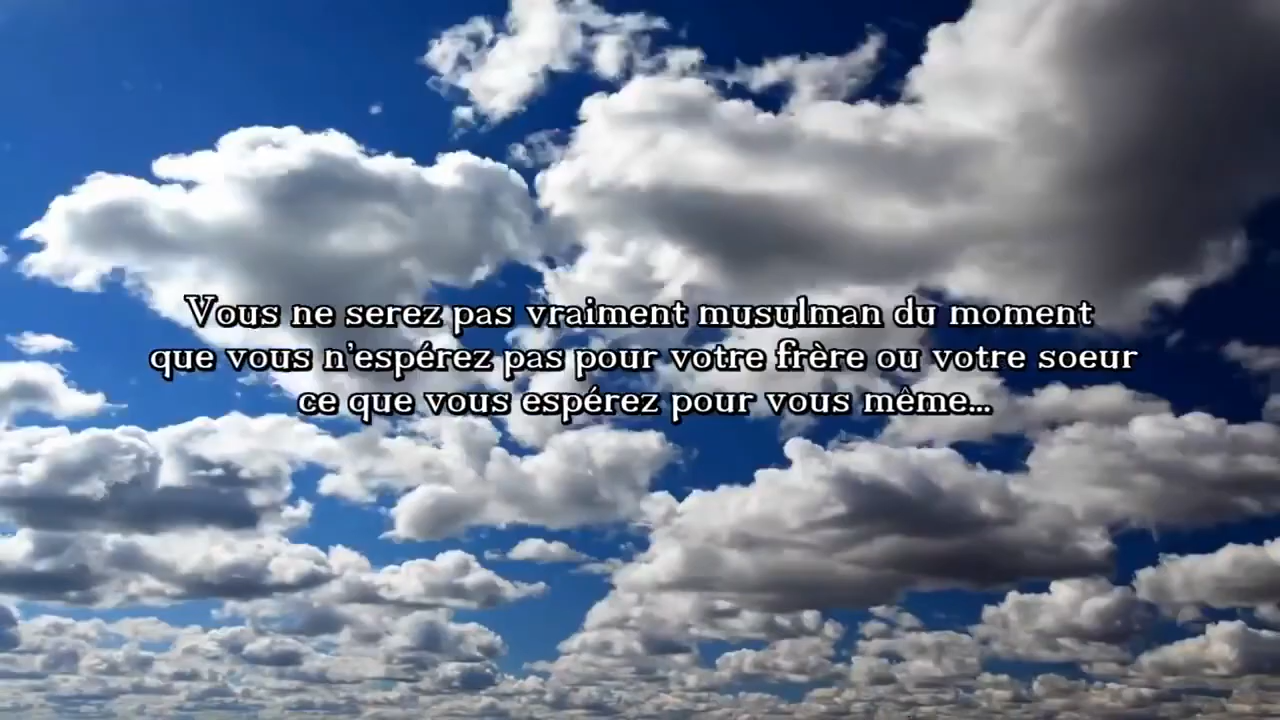 Vous ne serez pas vraiment musulman du moment
que vous n'espérez pas pour votre frère ou votre soeur
ce que vous espérez pour vous même...